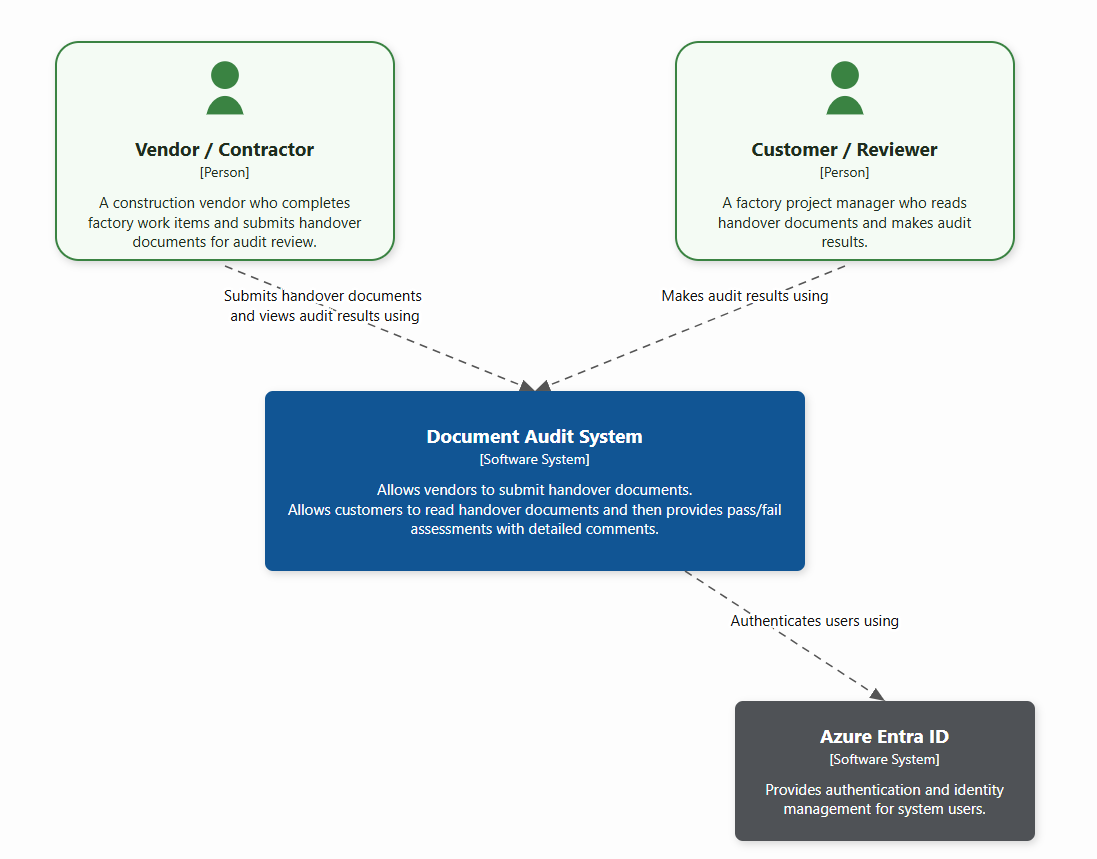 Vendor / Contractor
[Person]
A construction vendor who completes
factory work items and submits handover
documents for audit review.
Customer / Reviewer
[Person]
A factory project manager who reads
handover documents and makes audit
results.
Submits handover documents
and views audit results using
Makes audit results using
Document Audit System
[Software System]
Allows vendors to submit handover documents.
Allows customers to read handover documents and then provides pass/fail
assessments with detailed comments.
Authenticates users using
Azure Entra ID
[Software System]
Provides authentication and identity
management for system users.